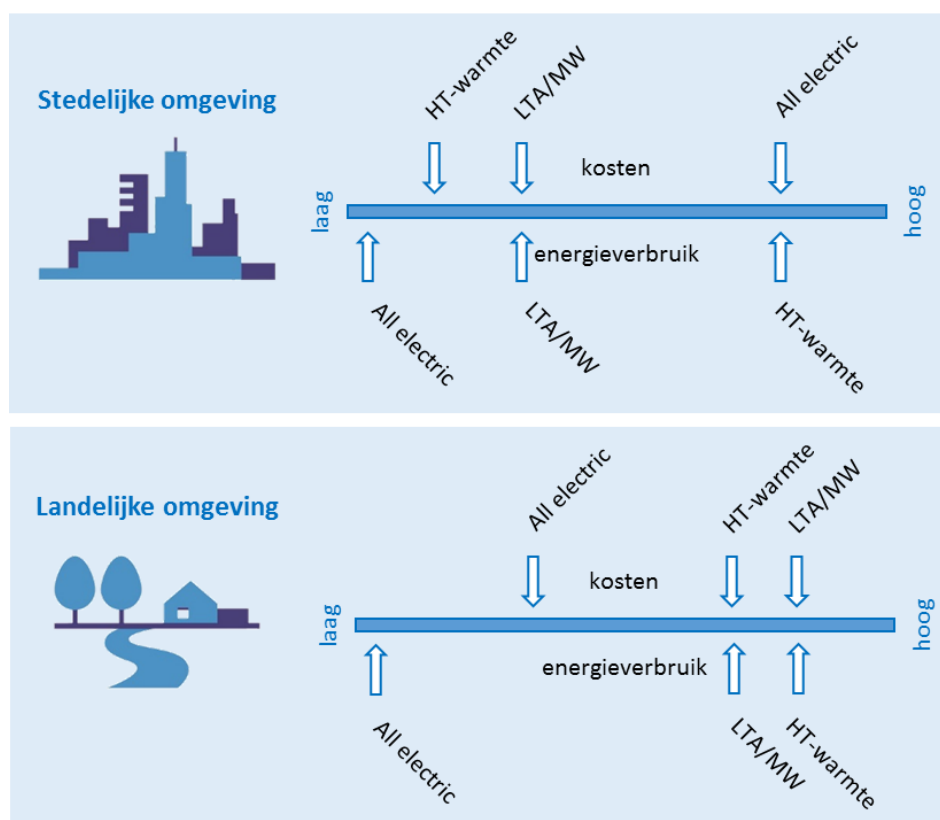 Stedelijke omgeving
HT-warmte
LTA/MW
All electric
kosten
laag
hoog
energieverbruik
All electric
LTA/MW
HT-warmte
Landelijke omgeving
All electric
HT-warmte
LTA/MW
kosten
laag
hoog
energieverbruik
All electric
LTA/MW
HT-warmte